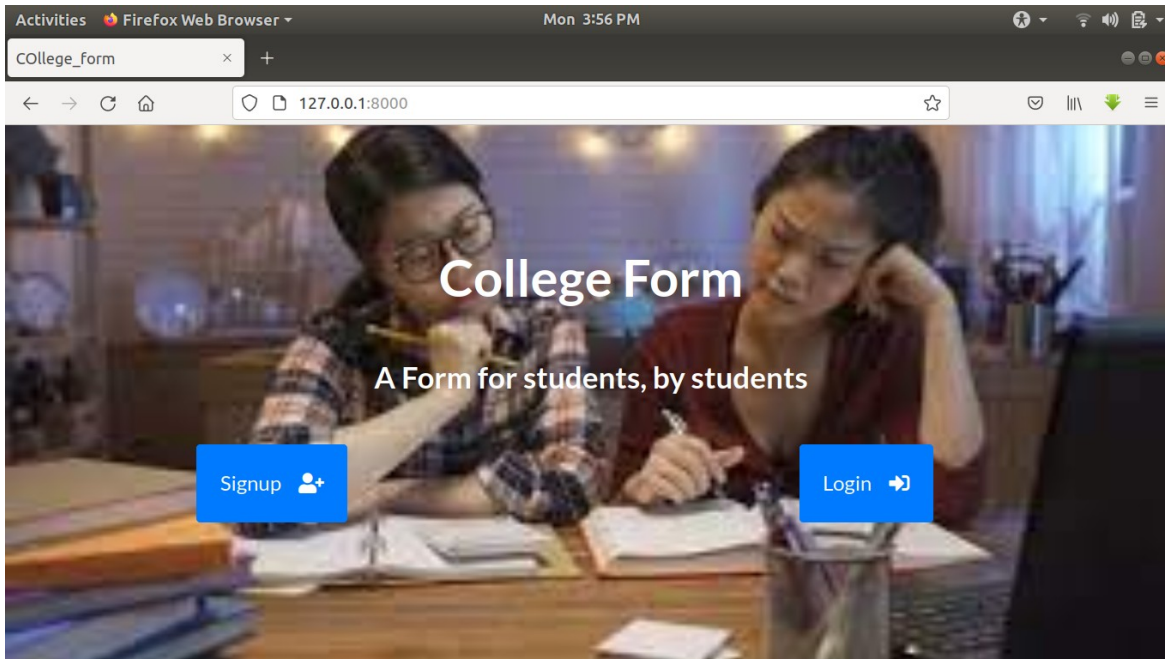 Activities Firefox Web Browser Mon 3:56 PM
COllege_form
127.0.0.1:8000
College Form
A Form for students, by students
Signup Login